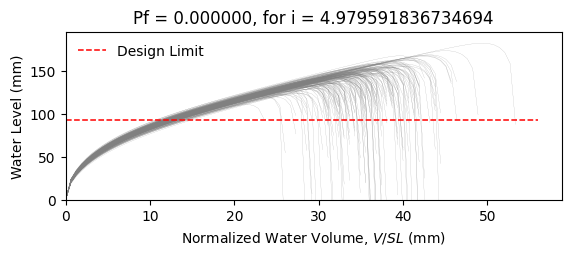 Pf = 0.000000, for i = 4.979591836734694
Design Limit
Water Level (mm)
150
100
50
0
0 10 20 30 40 50
Normalized Water Volume, V/SL (mm)